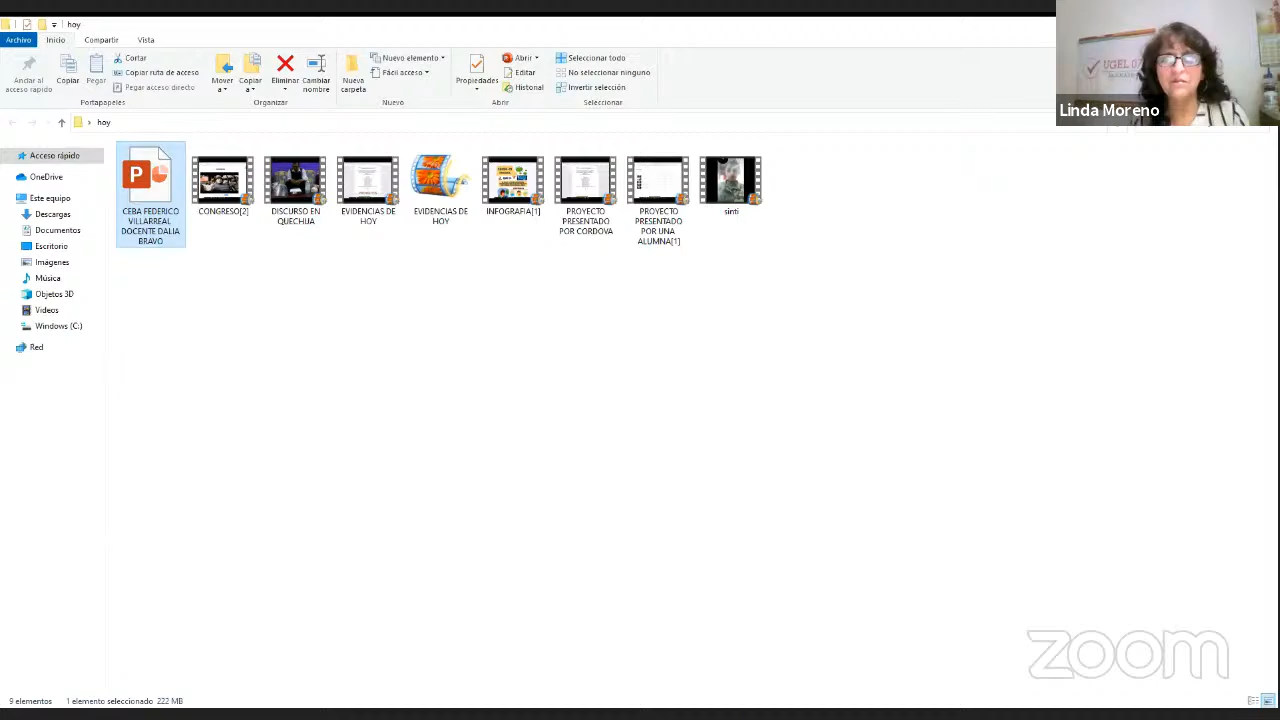 hoy
Archivo Inicio Compartir Vista
Anclar al acceso rápido
Copiar
Pegar
Cortar
Copiar ruta de acceso
Pegar acceso directo
Portapapeles
Mover a
Copiar a
Eliminar
Cambiar nombre
Organizar
Nueva carpeta
Nuevo elemento
Fácil acceso
Nuevo
Propiedades
Abrir
Editar
Historial
Abrir
Seleccionar todo
No seleccionar ninguno
Invertir selección
Seleccionar
UGEL 07
Linda Moreno
hoy
Acceso rápido
OneDrive
Este equipo
Descargas
Documentos
Escritorio
Imágenes
Música
Objetos 3D
Videos
Windows (C:)
Red
P
CEBA FEDERICO
VILLARREAL
DOCENTE DALIA
BRAVO
CONGRESO[2]
DISCURSO EN
QUECHUA
EVIDENCIAS DE
HOY
EVIDENCIAS DE
HOY
INFOGRAFIA[1]
PROYECTO
PRESENTADO
POR CORDOVA
PROYECTO
PRESENTADO
POR UNA
ALUMNA[1]
sinti
zoom
9 elementos 1 elemento seleccionado 222 MB